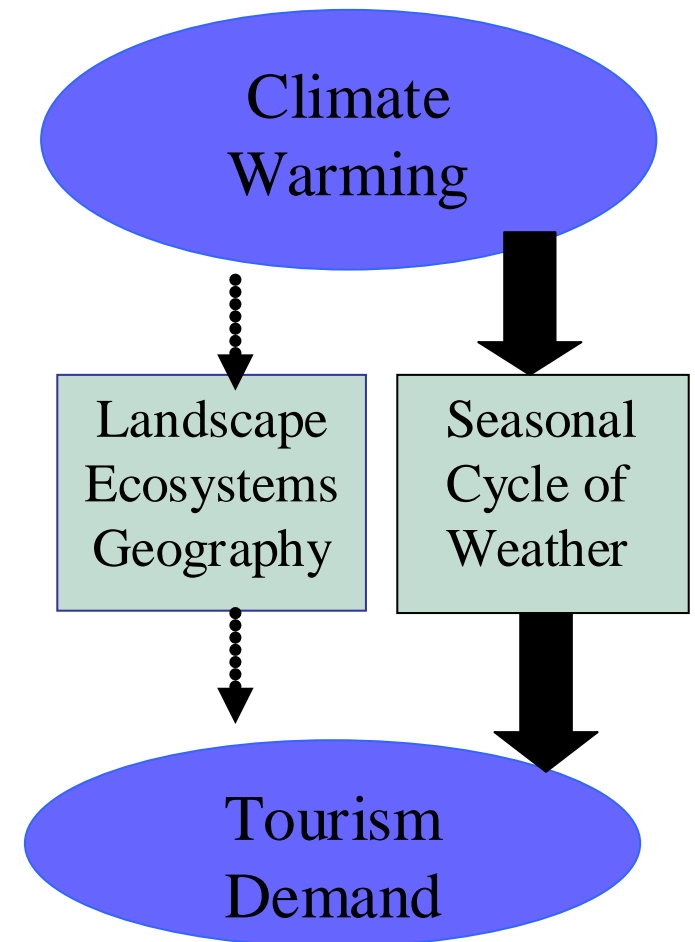 Climate
Warming
Landscape
Ecosystems
Geography
Seasonal
Cycle of
Weather
Tourism
Demand